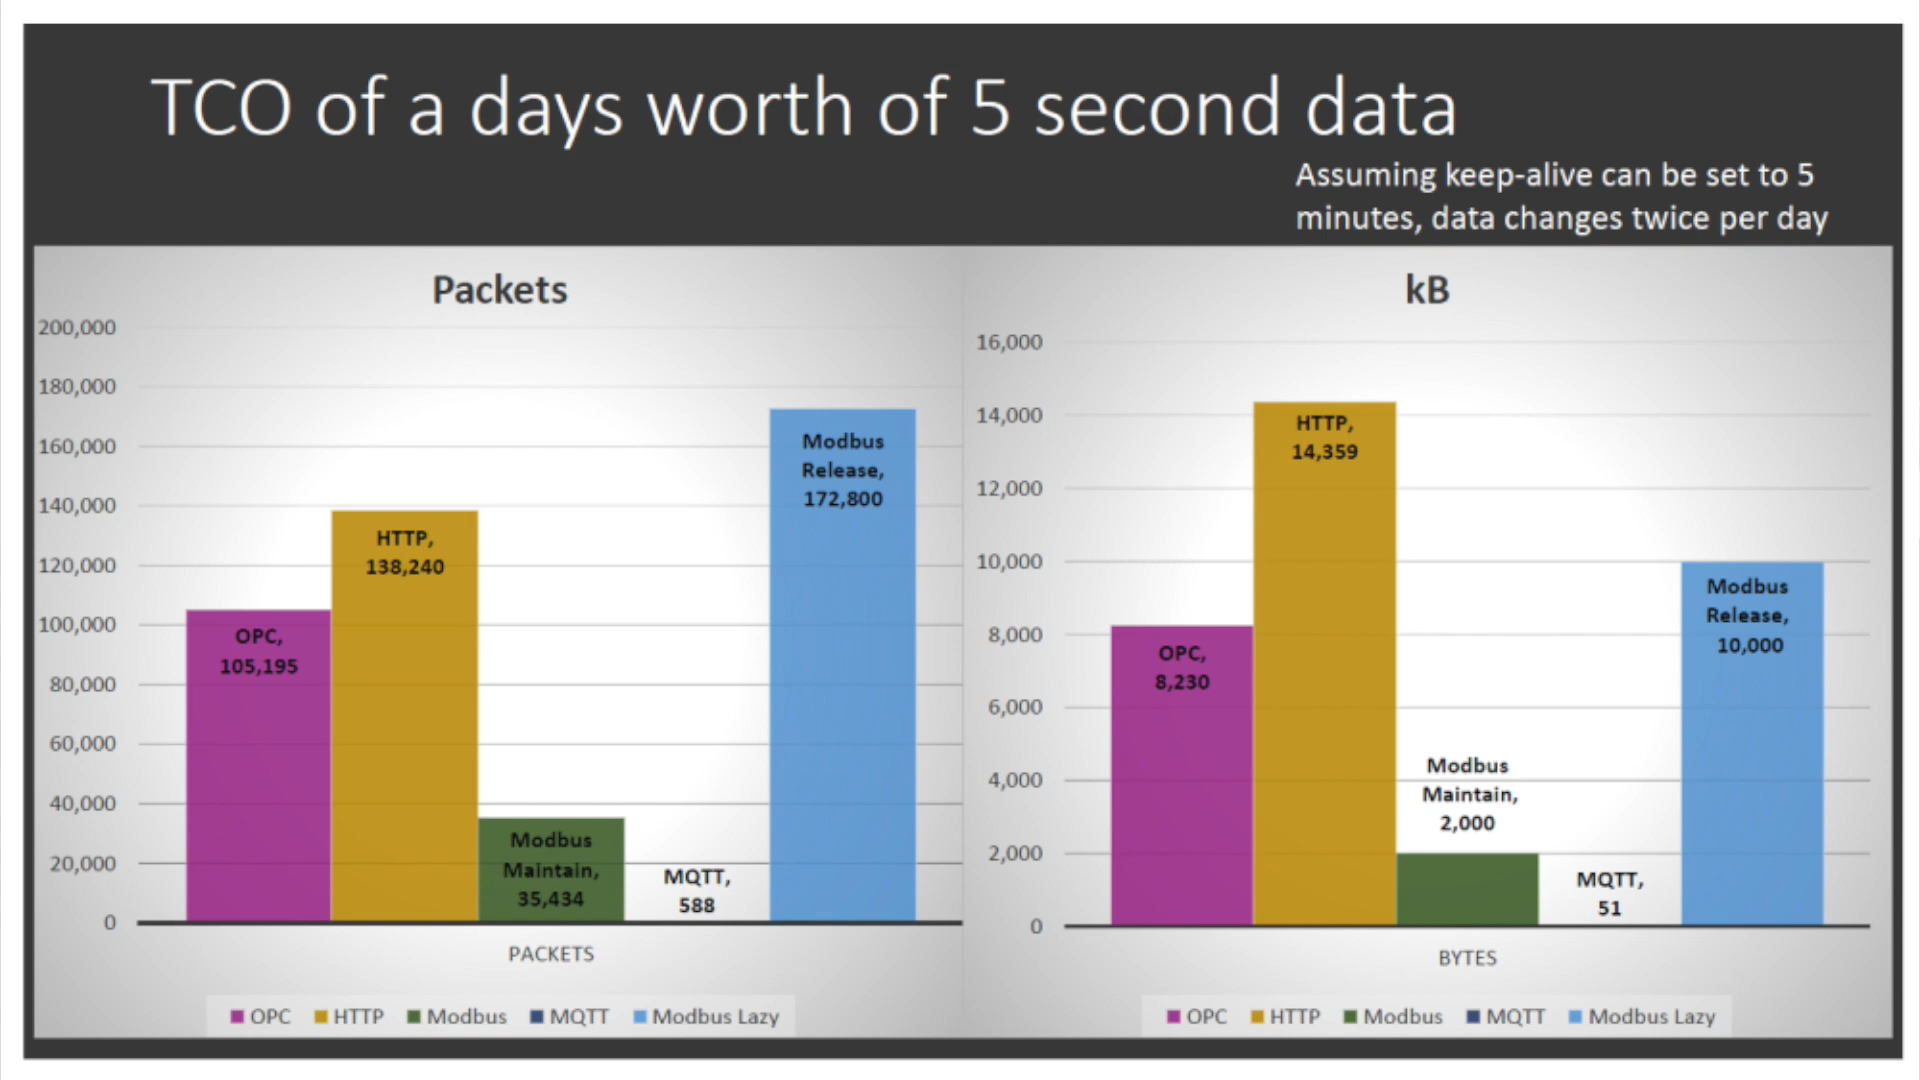 TCO of a days worth of 5 second data
Assuming keep-alive can be set to 5
minutes, data changes twice per day
Packets
200,000
180,000
160,000
140,000
120,000
100,000
80,000
60,000
40,000
20,000
0
OPC,
105,195
HTTP,
138,240
Modbus
Maintain,
35,434
MQTT,
588
Modbus
Release,
172,800
PACKETS
OPC HTTP Modbus MQTT Modbus Lazy
kB
16,000
14,000
12,000
10,000
8,000
6,000
4,000
2,000
0
OPC,
8,230
HTTP,
14,359
Modbus
Maintain,
2,000
MQTT,
51
Modbus
Release,
10,000
BYTES
OPC HTTP Modbus MQTT Modbus Lazy